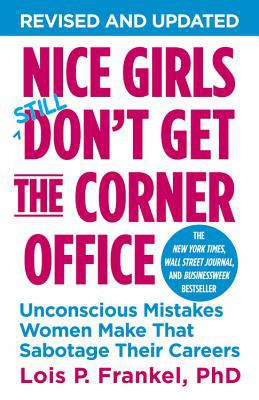 REVISED AND UPDATED
NICE GIRLS
STILL
DON'T GET
THE CORNER
OFFICE
THE
NEW YORK TIMES,
WALL STREET JOURNAL,
AND BUSINESSWEEK
BESTSELLER
Unconscious Mistakes
Women Make That
Sabotage Their Careers
Lois P. Frankel, PhD